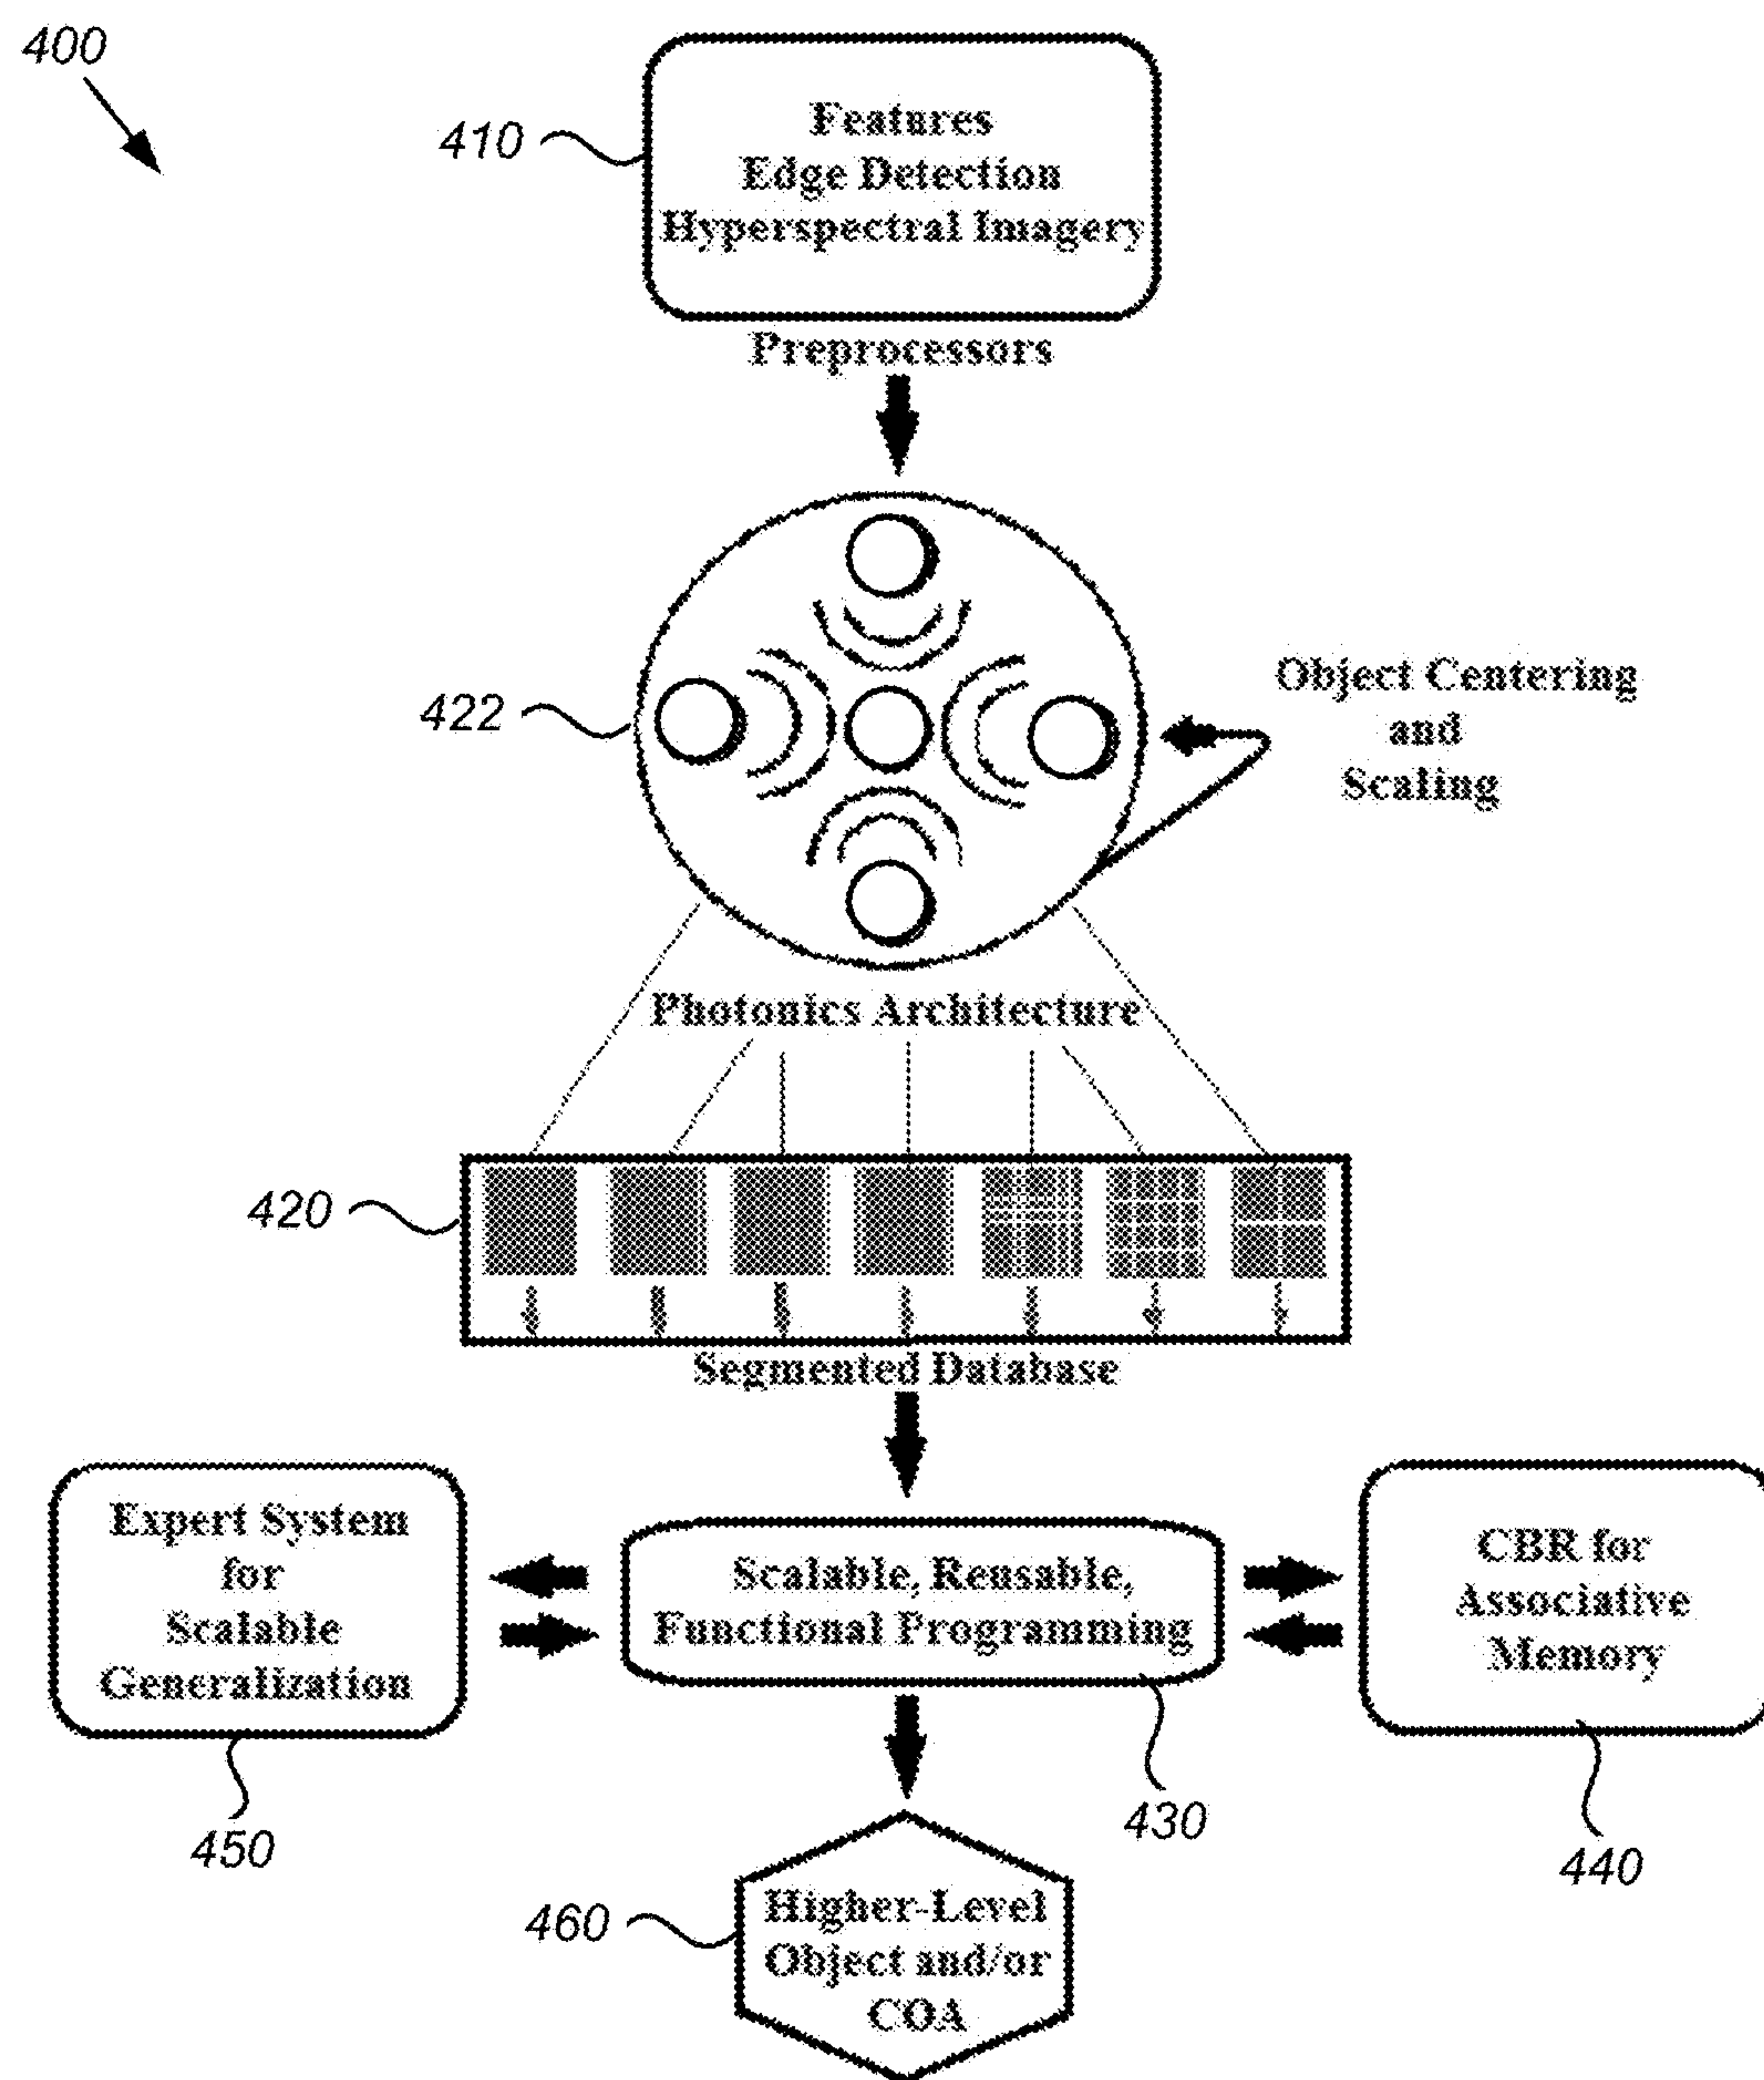 400
410
Features
Edge Detection
Hyperspectral Imagery
Preprocessors
422
Object Centering
and
Scaling
Photonics Architecture
420
Segmented Database
Expert System
for
Scalable
Generalization
Scalable, Reusable,
Functional Programming
CBR for
Associative
Memory
450
430
440
460
Higher-Level
Object and/or
COA